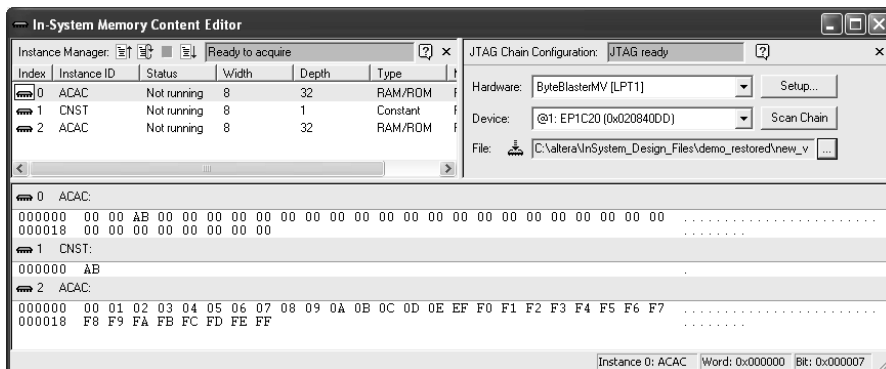 In-System Memory Content Editor
Instance Manager: Ready to acquire
JTAG Chain Configuration: JTAG ready
Index Instance ID Status Width Depth Type
0 ACAC Not running 8 32 RAM/ROM
1 CNST Not running 8 1 Constant
2 ACAC Not running 8 32 RAM/ROM
Hardware: ByteBlasterMV [LPT1] Setup...
Device: @1: EP1C20 (0x020840DD) Scan Chain
File: C:\altera\InSystem_Design_Files\demo_restored\new_v ...
0 ACAC:
000000 00 00 AB 00 00 00 00 00 00 00 00 00 00 00 00 00 00 00 00 00 00 00 00 00 ........................
000018 00 00 00 00 00 00 00 00 ........
1 CNST:
000000 AB .
2 ACAC:
000000 00 01 02 03 04 05 06 07 08 09 0A 0B 0C 0D 0E EF F0 F1 F2 F3 F4 F5 F6 F7 ........................
000018 F8 F9 FA FB FC FD FE FF ........
Instance 0: ACAC Word: 0x000000 Bit: 0x000007